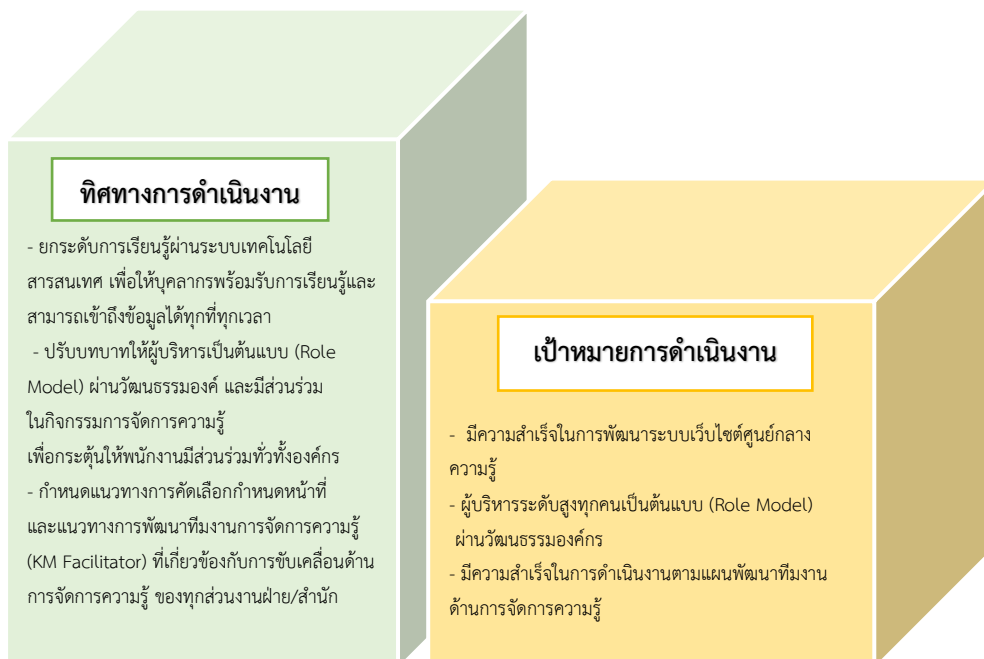 ทิศทางการดำเนินงาน
- ยกระดับการเรียนรู้ผ่านระบบเทคโนโลยี
สารสนเทศ เพื่อให้บุคลากรพร้อมรับการเรียนรู้และ
สามารถเข้าถึงข้อมูลได้ทุกที่ทุกเวลา
- ปรับบทบาทให้ผู้บริหารเป็นต้นแบบ (Role
Model) ผ่านวัฒนธรรมองค์ และมีส่วนร่วม
ในกิจกรรมการจัดการความรู้
เพื่อกระตุ้นให้พนักงานมีส่วนร่วมทั่วทั้งองค์กร
- กำหนดแนวทางการคัดเลือกกำหนดหน้าที่
และแนวทางการพัฒนาทีมงานการจัดการความรู้
(KM Facilitator) ที่เกี่ยวข้องกับการขับเคลื่อนด้าน
การจัดการความรู้ ของทุกส่วนงานฝ่าย/สำนัก
เป้าหมายการดำเนินงาน
- มีความสำเร็จในการพัฒนาระบบเว็บไซต์ศูนย์กลาง
ความรู้
- ผู้บริหารระดับสูงทุกคนเป็นต้นแบบ (Role Model)
ผ่านวัฒนธรรมองค์กร
- มีความสำเร็จในการดำเนินงานตามแผนพัฒนาทีมงาน
ด้านการจัดการความรู้